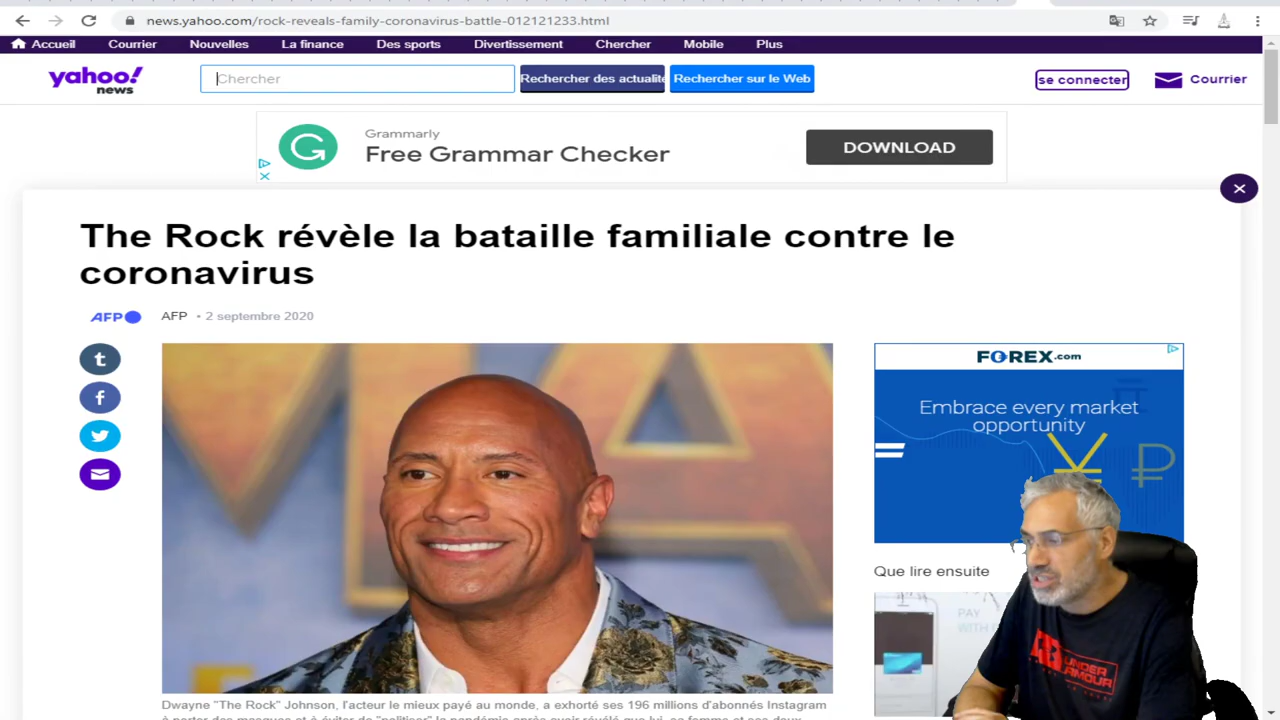 news.yahoo.com/rock-reveals-family-coronavirus-battle-012121233.html
Accueil Courrier Nouvelles La finance Des sports Divertissement Chercher Mobile Plus
yahoo!
news
Chercher
Rechercher des actualité
Rechercher sur le Web
se connecter
Courrier
Grammarly
Free Grammar Checker
DOWNLOAD
The Rock révèle la bataille familiale contre le
coronavirus
AFP
AFP • 2 septembre 2020
FOREX.com
Embrace every market
opportunity
Que lire ensuite
PAY
WITH
UNDER
ARMOUR
Dwayne "The Rock" Johnson, l'acteur le mieux payé au monde, a exhorté ses 196 millions d'abonnés Instagram
à porter des masques et à éviter de "politiser" la pandémie après avoir révélé que lui, sa femme et ses deux